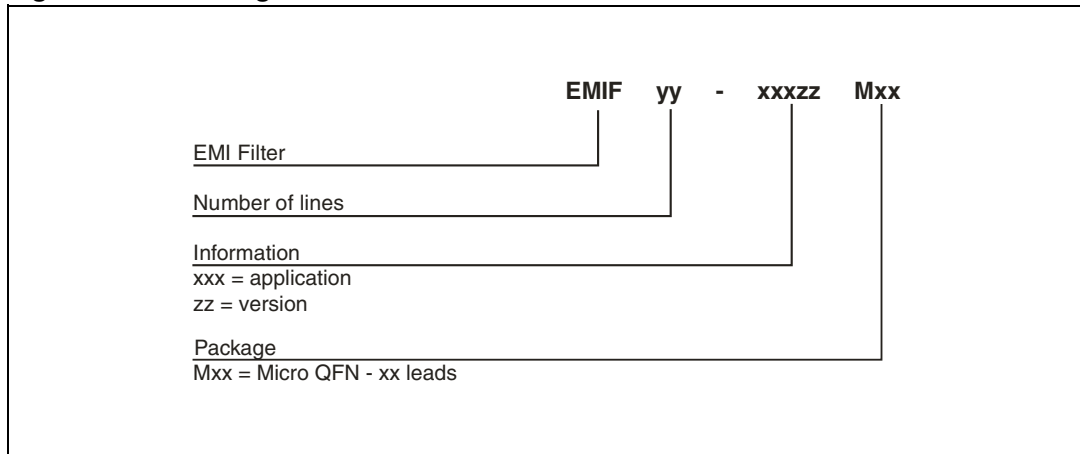 EMIF yy - xxxzz Mxx
EMI Filter
Number of lines
Information
xxx = application
zz = version
Package
Mxx = Micro QFN - xx leads